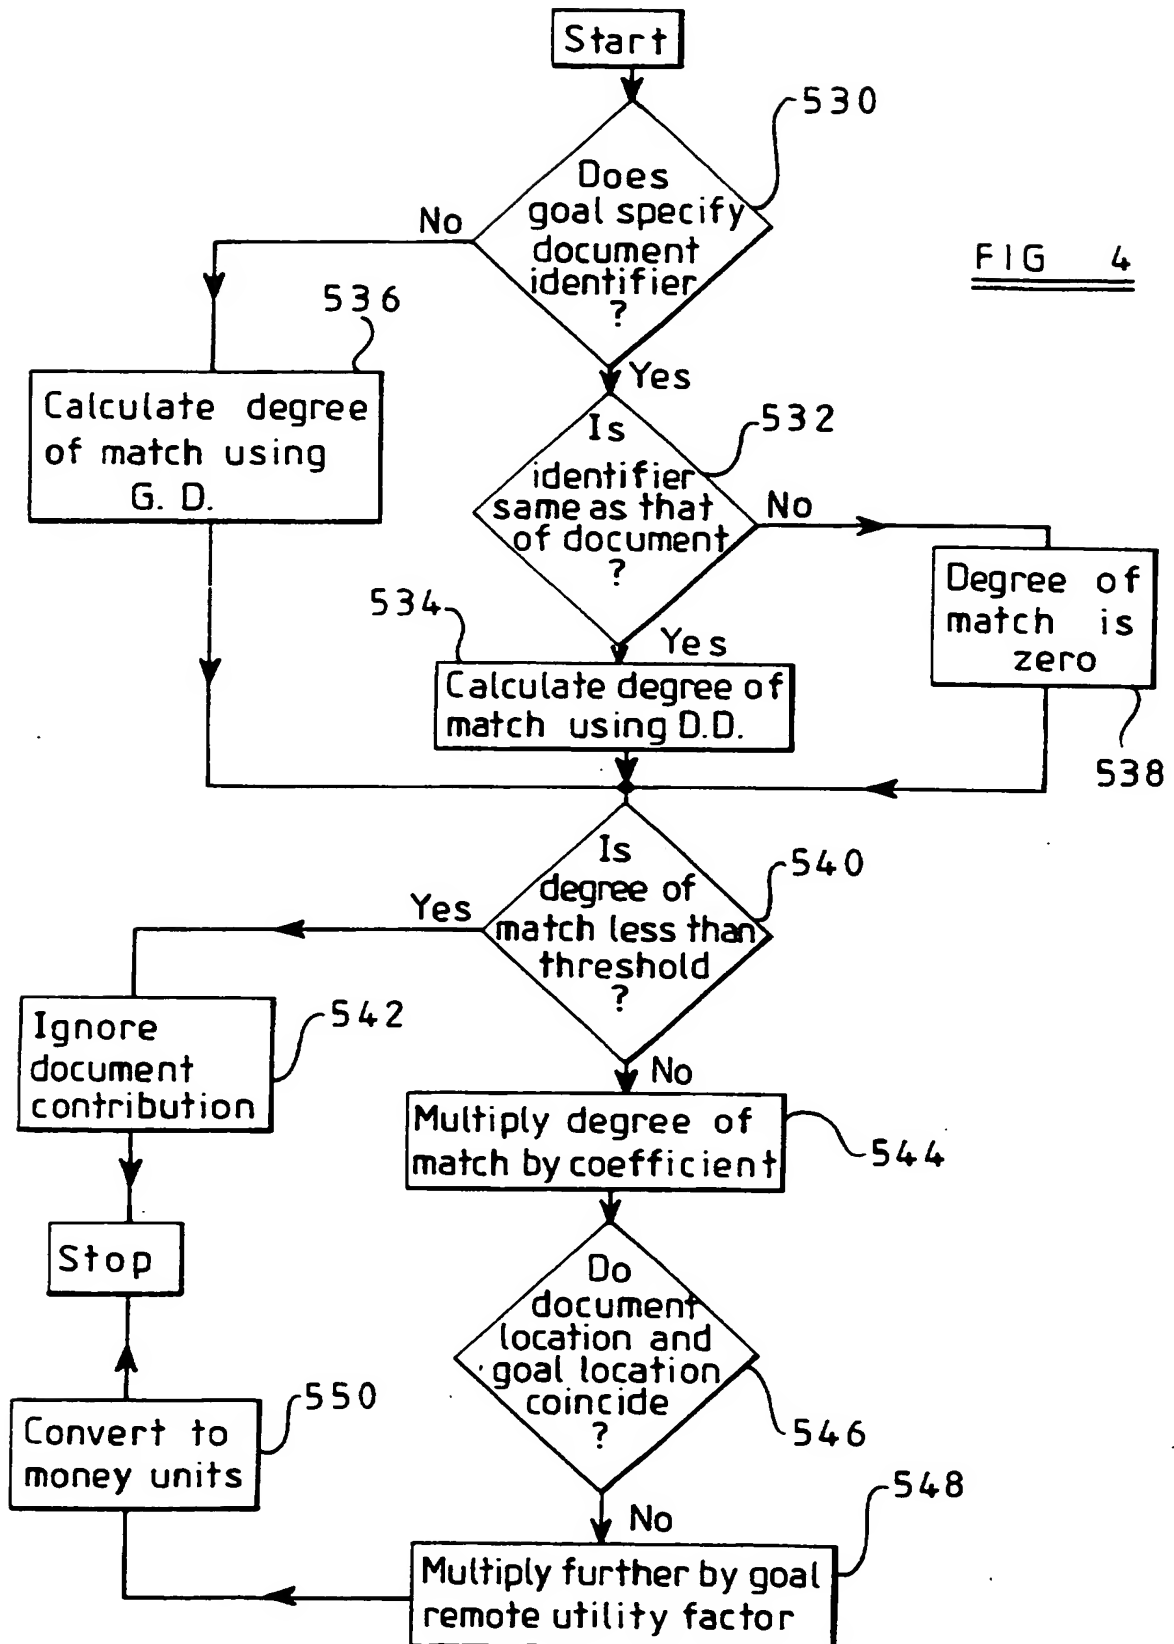 Start
530
Does
goal specify
document
identifier
?
No
FIG 4
536
Yes
Calculate degree
of match using
G. D.
Is
identifier
same as that
of document
?
532
No
Degree of
match is
zero
538
534
Yes
Calculate degree of
match using D.D.
Is
degree of
match less than
threshold
?
540
Yes
Ignore
document
contribution
542
No
Multiply degree of
match by coefficient
544
Stop
Do
document
location and
goal location
coincide
?
546
Convert to
money units
550
No
548
Multiply further by goal
remote utility factor